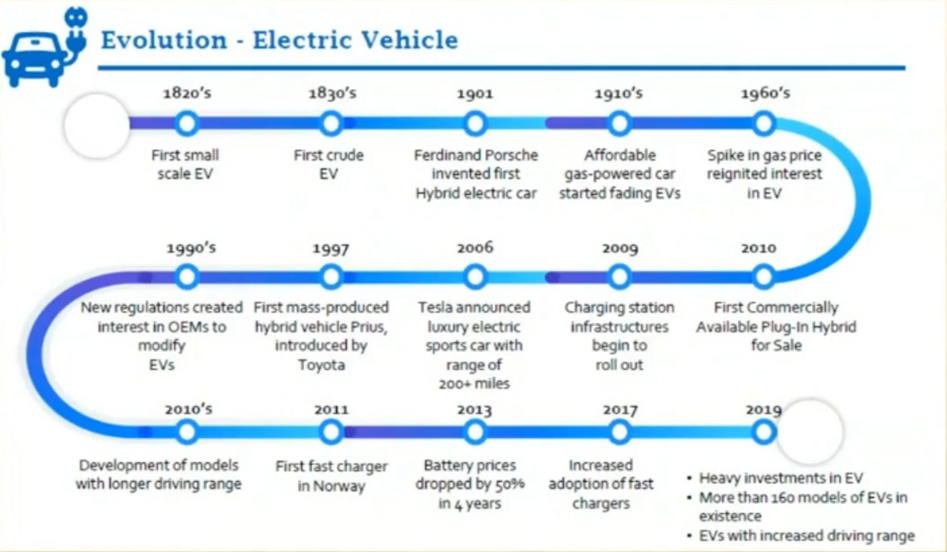 Evolution - Electric Vehicle
1820's
First small
scale EV
1830's
First crude
EV
1901
Ferdinand Porsche
invented first
Hybrid electric car
1910's
Affordable
gas-powered car
started fading EVs
1960's
Spike in gas price
reignited interest
in EV
1990's
New regulations created
interest in OEMs to
modify
EVs
1997
First mass-produced
hybrid vehicle Prius,
introduced by
Toyota
2006
Tesla announced
luxury electric
sports car with
range of
200+ miles
2009
Charging station
infrastructures
begin to
roll out
2010
First Commercially
Available Plug-In Hybrid
for Sale
2010's
Development of models
with longer driving range
2011
First fast charger
in Norway
2013
Battery prices
dropped by 50%
in 4 years
2017
Increased
adoption of fast
chargers
2019
• Heavy investments in EV
• More than 160 models of EVs in
existence
• EVs with increased driving range